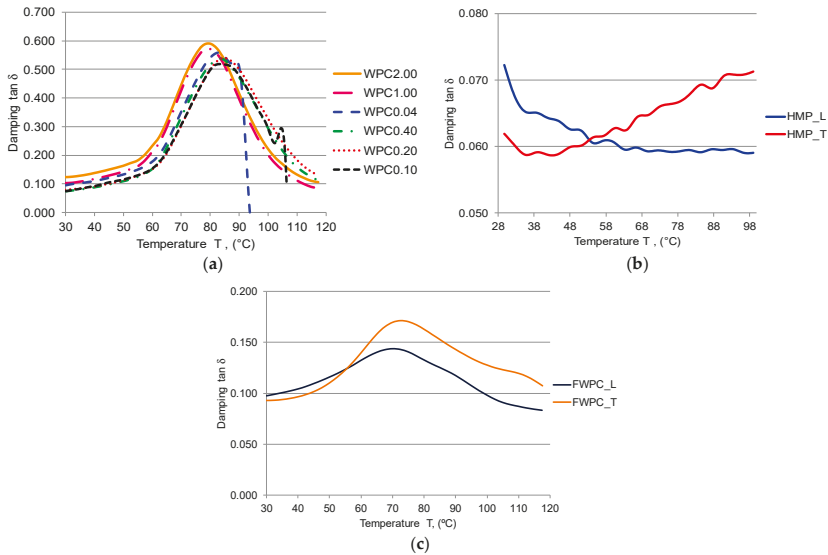 0.700
0.600
0.500
0.400
0.300
0.200
0.100
0.000
Damping tan δ
30 40 50 60 70 80 90 100 110 120
Temperature T , (°C)
WPC2.00
WPC1.00
WPC0.04
WPC0.40
WPC0.20
WPC0.10
(a)
0.080
0.070
0.060
0.050
Damping tan δ
28 38 48 58 68 78 88 98
Temperature T , (°C)
HMP_L
HMP_T
(b)
0.200
0.150
0.100
0.050
0.000
Damping tan δ
30 40 50 60 70 80 90 100 110 120
Temperature T, (ºC)
FWPC_L
FWPC_T
(c)